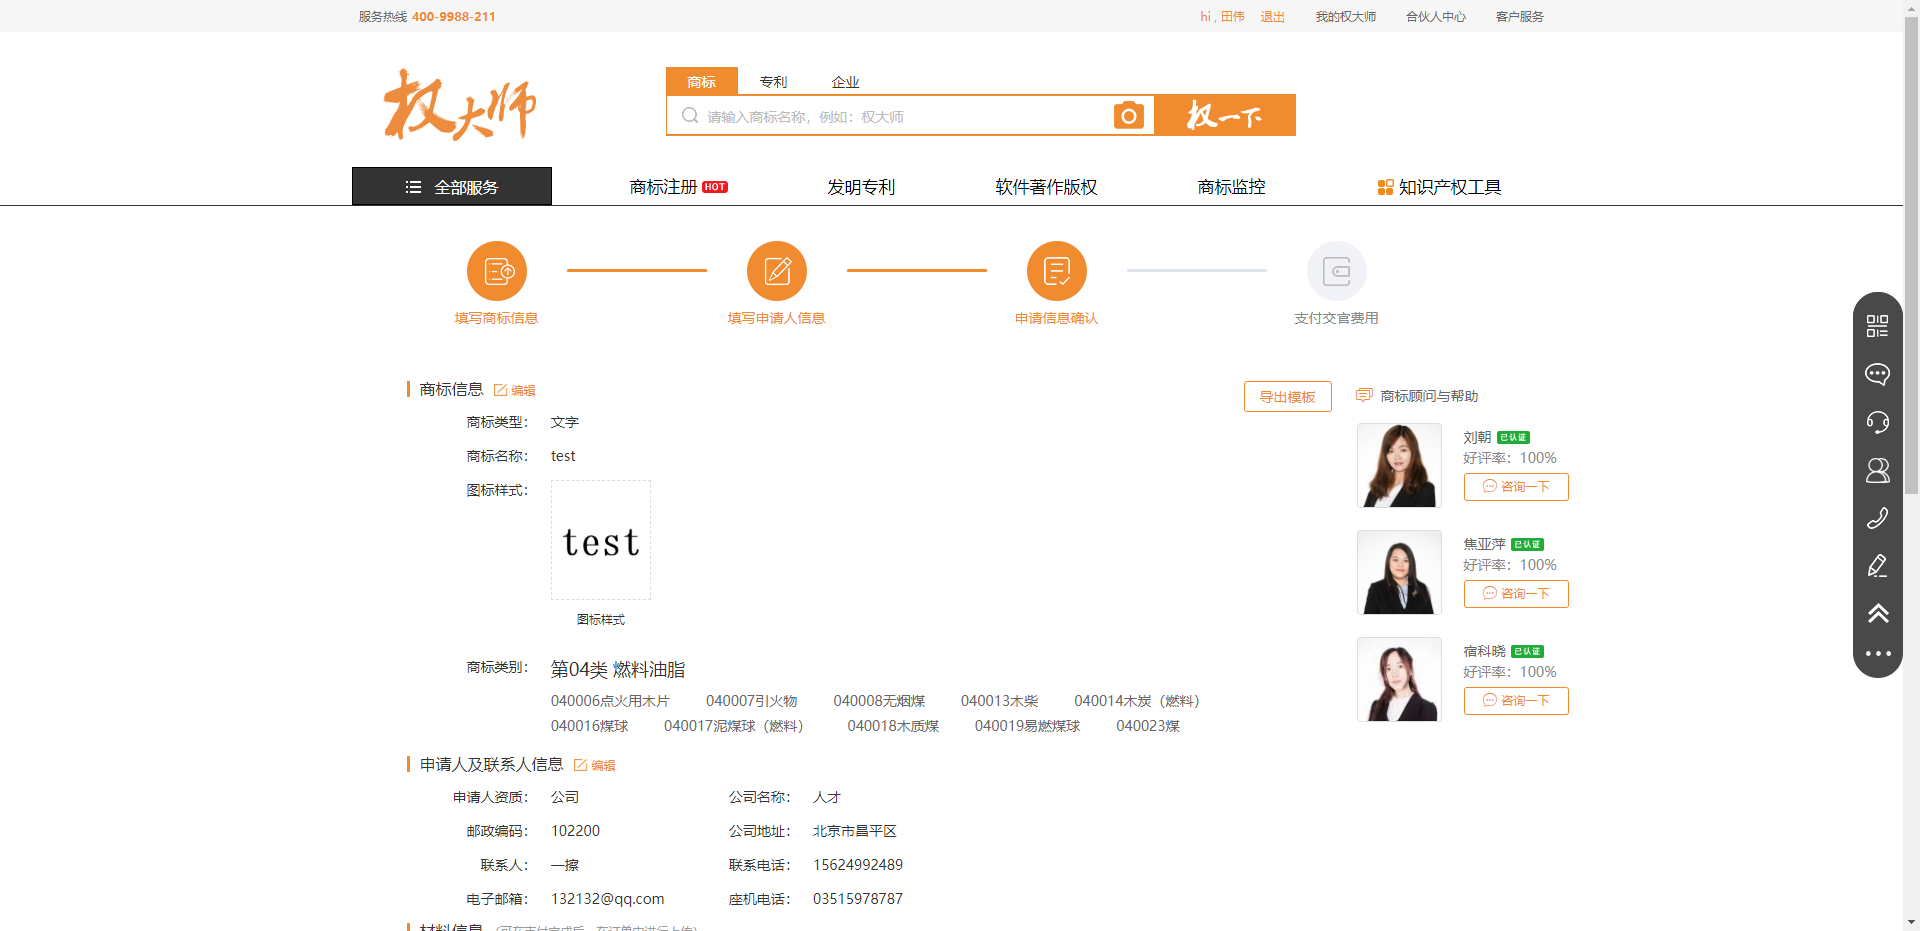 服务热线 400-9988-211
hi , 田伟 退出 我的权大师 合伙人中心 客户服务
权大师
商标 专利 企业
请输入商标名称，例如：权大师
权一下
全部服务 商标注册 HOT 发明专利 软件著作版权 商标监控 知识产权工具
填写商标信息 填写申请人信息 申请信息确认 支付交官费用
商标信息 编辑
导出模板
商标类型： 文字
商标名称： test
图标样式：
test
图标样式
商标类别： 第04类 燃料油脂
040006点火用木片 040007引火物 040008无烟煤 040013木柴 040014木炭（燃料）
040016煤球 040017泥煤球（燃料） 040018木质煤 040019易燃煤球 040023煤
申请人及联系人信息 编辑
申请人资质： 公司 公司名称： 人才
邮政编码： 102200 公司地址： 北京市昌平区
联系人： 一擦 联系电话： 15624992489
电子邮箱： 132132@qq.com 座机电话： 03515978787
材料信息 （可在支付完成后，在订单中进行上传）
商标顾问与帮助
刘朝 已认证
好评率：100%
咨询一下
焦亚萍 已认证
好评率：100%
咨询一下
宿科晓 已认证
好评率：100%
咨询一下